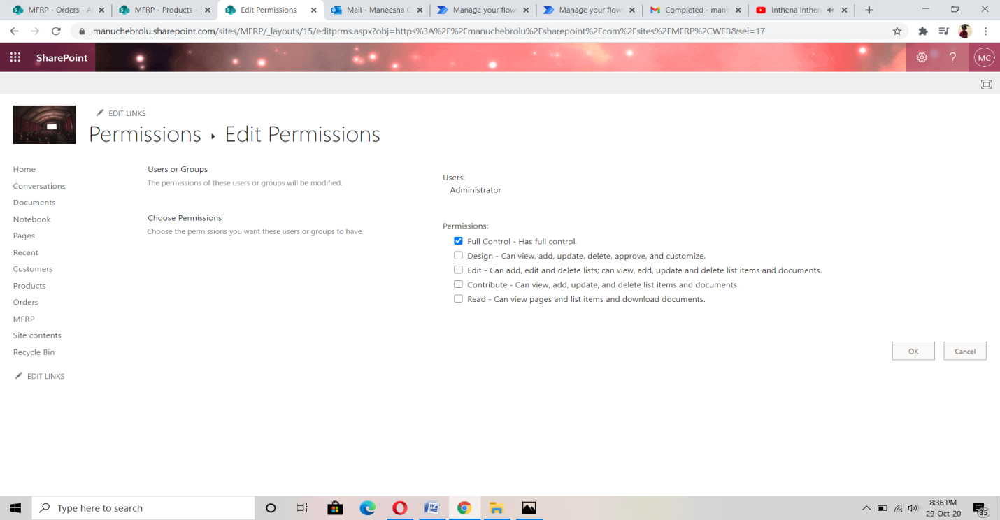 MFRP - Orders - A
MFRP - Products -
Edit Permissions
Mail - Maneesha C
Manage your flow
Manage your flow
Completed - mane
Inthena Inthen
manuchebrolu.sharepoint.com/sites/MFRP/_layouts/15/editprms.aspx?obj=https%3A%2F%2Fmanuchebrolu%2Esharepoint%2Ecom%2Fsites%2FMFRP%2CWEB&sel=17
SharePoint
?
MC
EDIT LINKS
Permissions ▸ Edit Permissions
Home
Conversations
Documents
Notebook
Pages
Recent
Customers
Products
Orders
MFRP
Site contents
Recycle Bin
EDIT LINKS
Users or Groups
The permissions of these users or groups will be modified.
Users:
Administrator
Choose Permissions
Choose the permissions you want these users or groups to have.
Permissions:
Full Control - Has full control.
Design - Can view, add, update, delete, approve, and customize.
Edit - Can add, edit and delete lists; can view, add, update and delete list items and documents.
Contribute - Can view, add, update, and delete list items and documents.
Read - Can view pages and list items and download documents.
OK
Cancel
Type here to search
8:36 PM
29-Oct-20
35